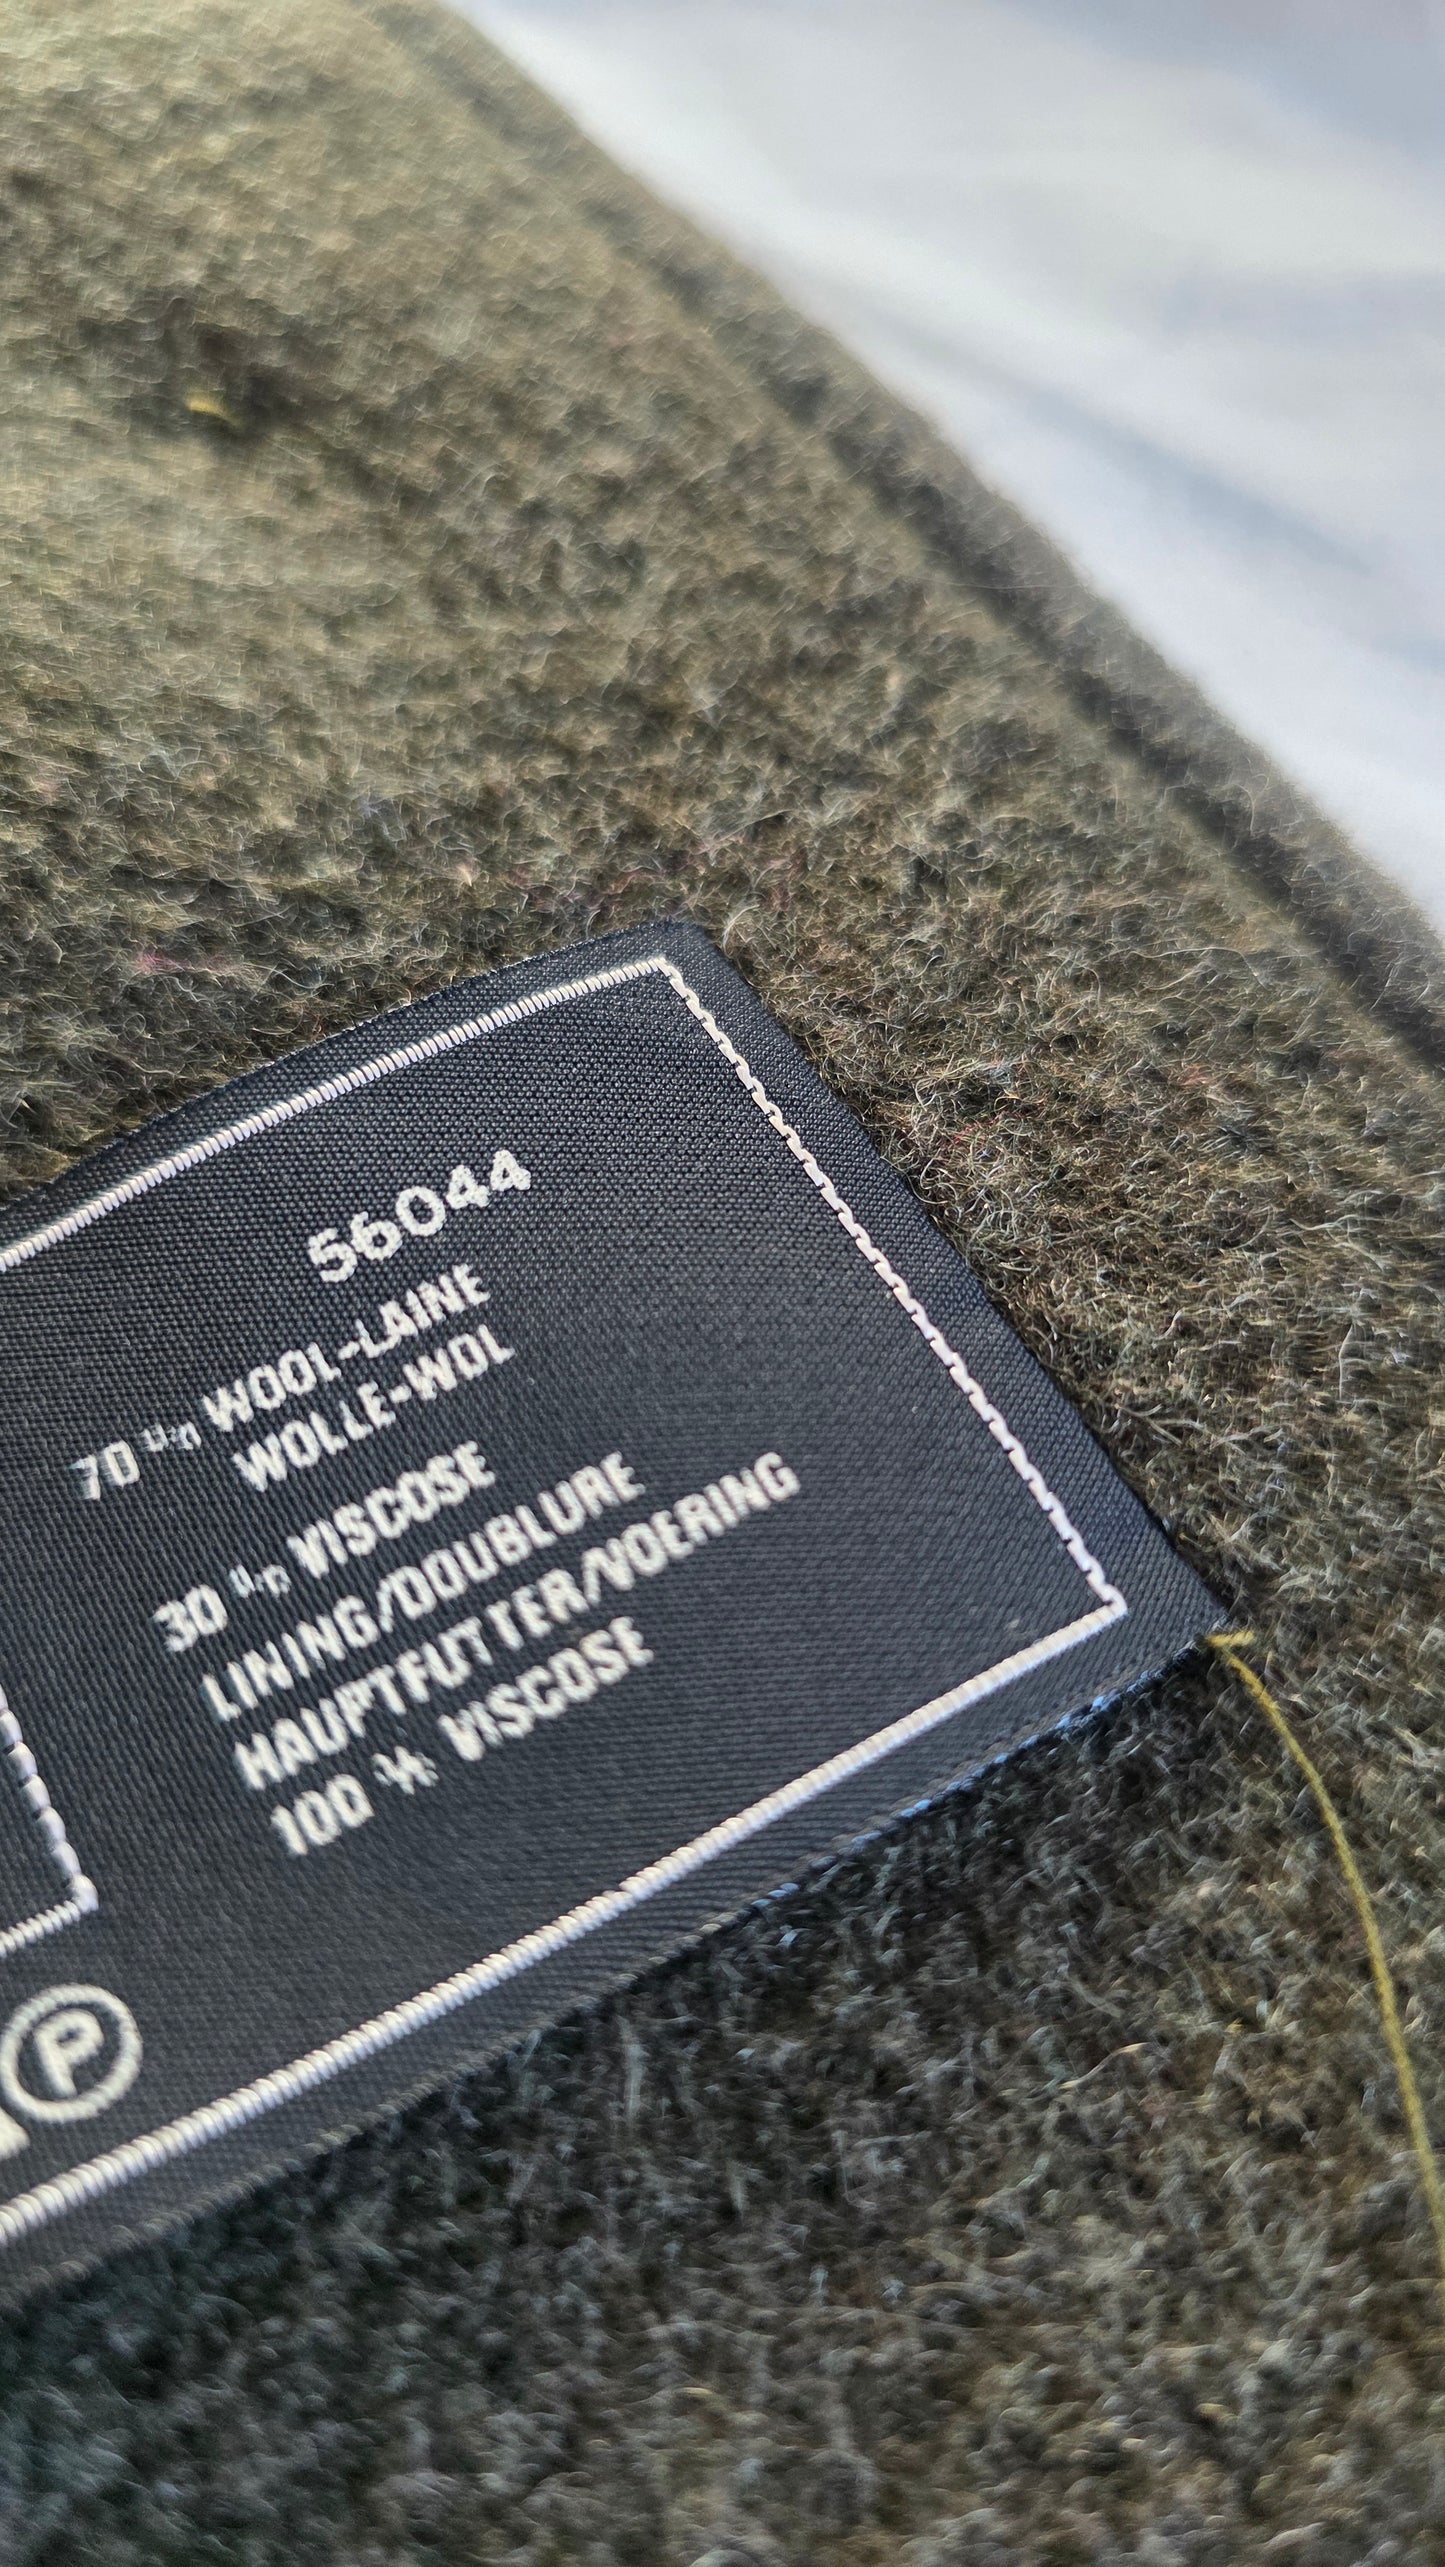 56044
70 % WOOL-LAINE
WOLLE-WOL
30 % VISCOSE
LINING/DOUBLURE
HAUPTFUTTER/VOERING
100 % VISCOSE
P